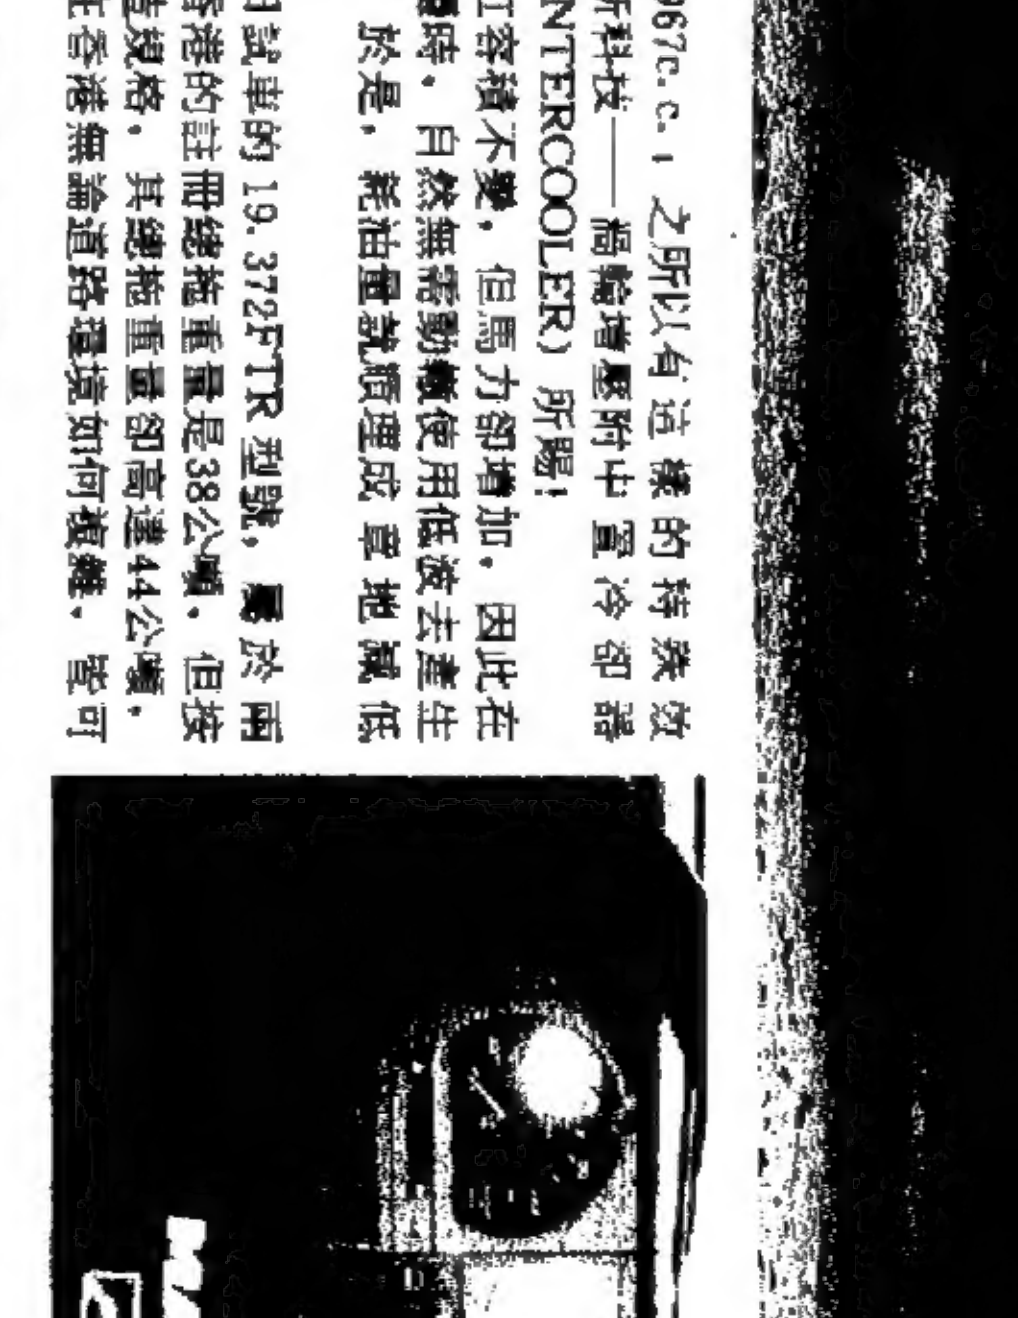 967c.c.， 之所以有這樣的特殊效
新科技——渦輪增壓附中置冷卻器
INTERCOOLER）所賜！
缸容積不變，但馬力卻增加，因此在
時，自然無需動輒使用低波去產生
於是，耗油量就順理成章地減低
試車的19.372FTR型號，屬於兩
香港的註冊總拖重量是38公噸，但按
造規格，其總拖重量卻高達44公噸，
在香港無論道路環境如何複雜，皆可